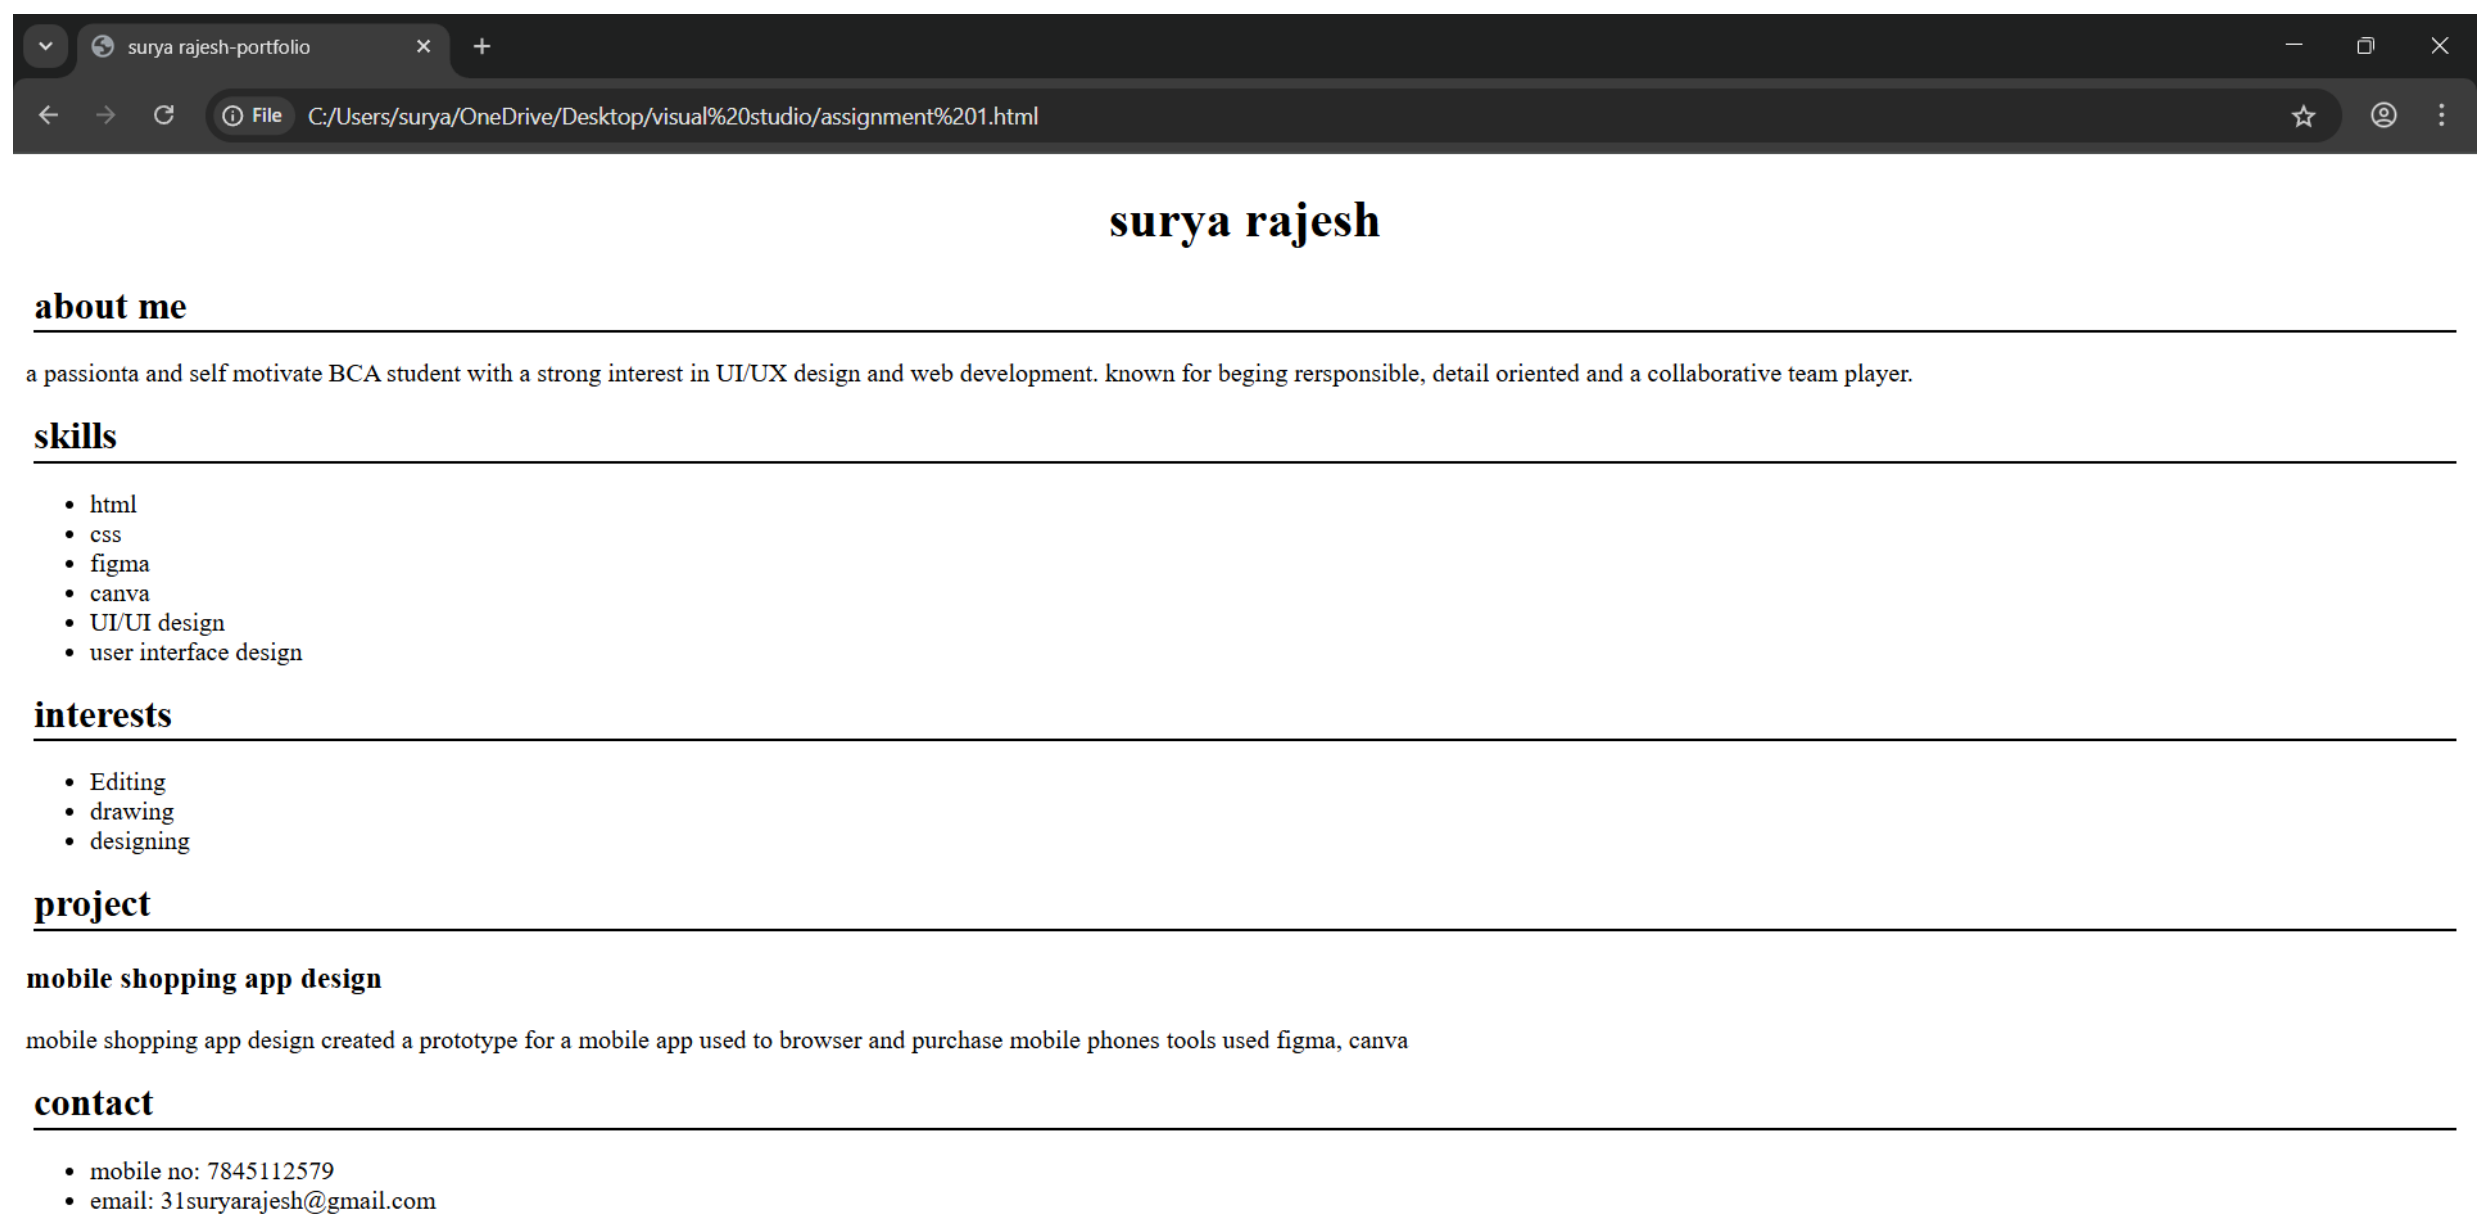 surya rajesh-portfolio
File C:/Users/surya/OneDrive/Desktop/visual%20studio/assignment%201.html
surya rajesh
about me
a passionta and self motivate BCA student with a strong interest in UI/UX design and web development. known for beging rersponsible, detail oriented and a collaborative team player.
skills
html
css
figma
canva
UI/UI design
user interface design
interests
Editing
drawing
designing
project
mobile shopping app design
mobile shopping app design created a prototype for a mobile app used to browser and purchase mobile phones tools used figma, canva
contact
mobile no: 7845112579
email: 31suryarajesh@gmail.com